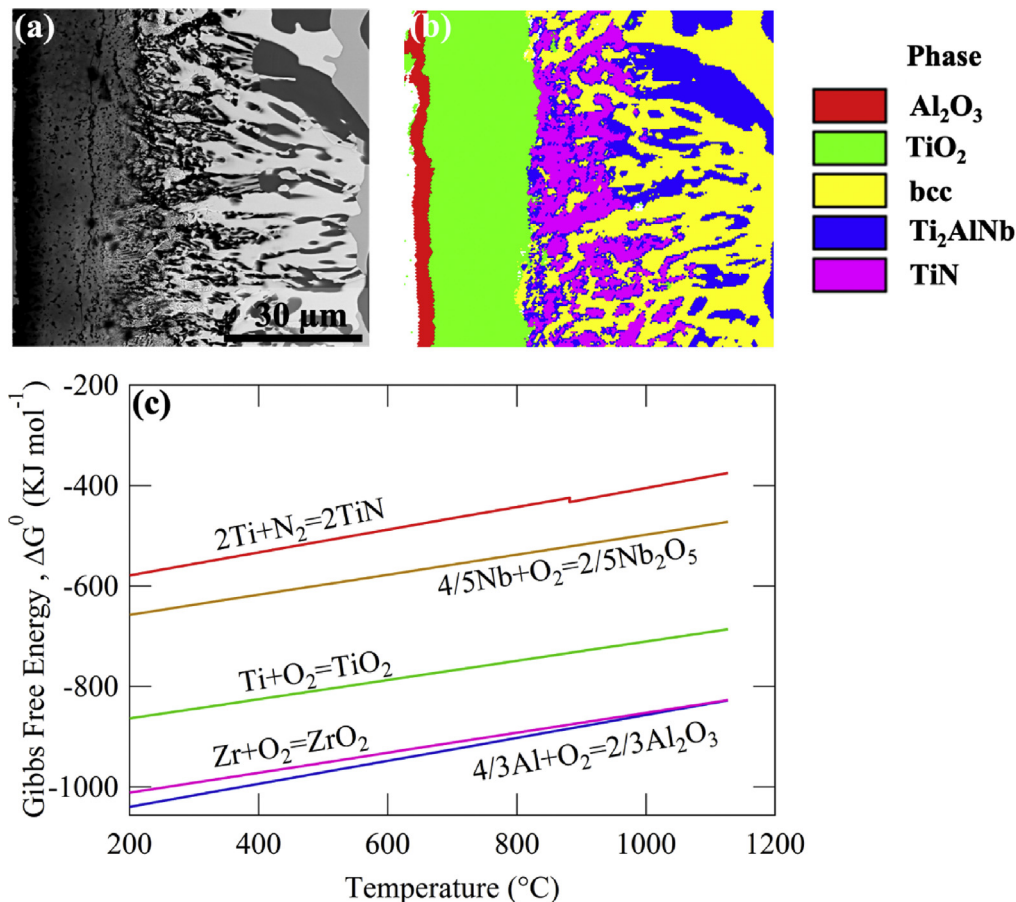 (a)
30 μm
(b)
Phase
Al₂O₃
TiO₂
bcc
Ti₂AlNb
TiN
(c)
Gibbs Free Energy , ΔG⁰ (KJ mol⁻¹)
-200
-400
-600
-800
-1000
2Ti+N₂=2TiN
4/5Nb+O₂=2/5Nb₂O₅
Ti+O₂=TiO₂
Zr+O₂=ZrO₂
4/3Al+O₂=2/3Al₂O₃
200 400 600 800 1000 1200
Temperature (°C)